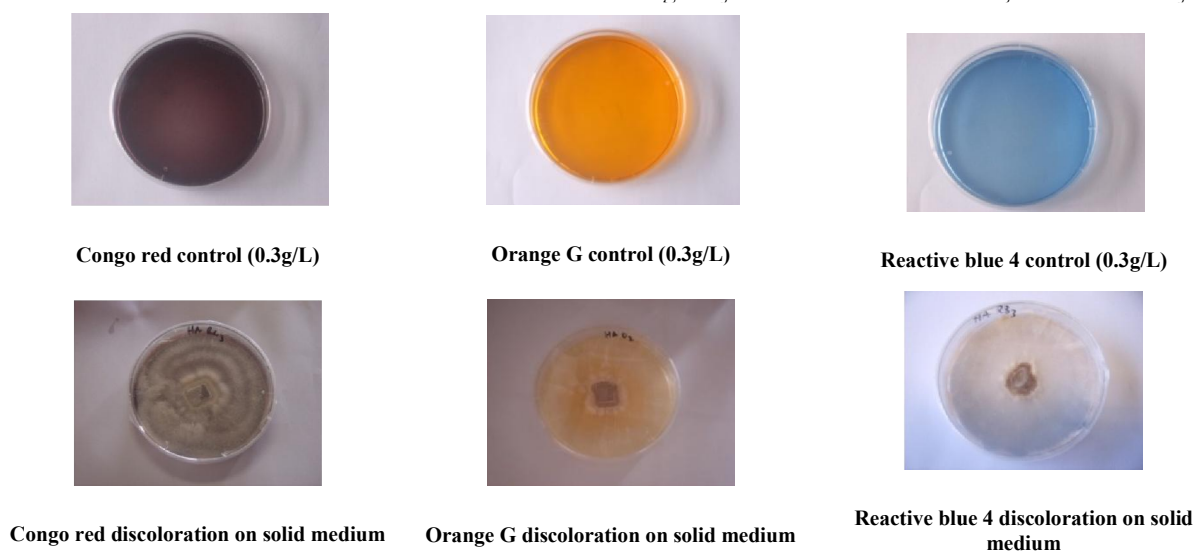 Congo red control (0.3g/L)
Orange G control (0.3g/L)
Reactive blue 4 control (0.3g/L)
Congo red discoloration on solid medium
Orange G discoloration on solid medium
Reactive blue 4 discoloration on solid
medium